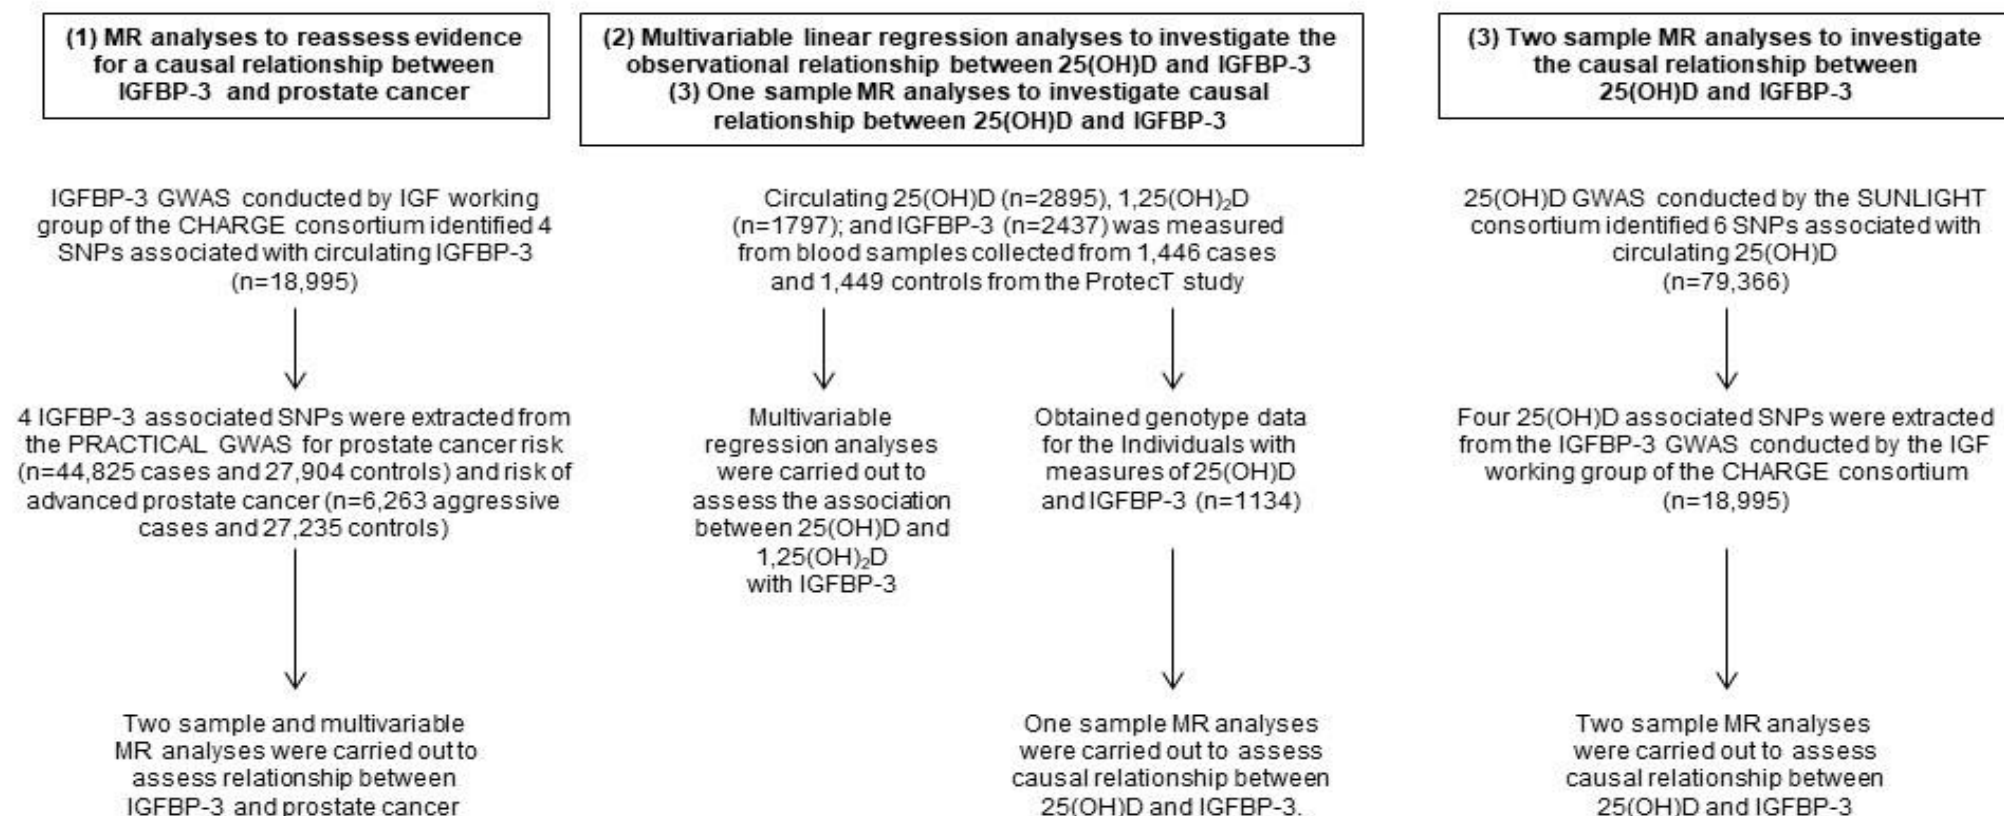 (1) MR analyses to reassess evidence
for a causal relationship between
IGFBP-3 and prostate cancer
(2) Multivariable linear regression analyses to investigate the
observational relationship between 25(OH)D and IGFBP-3
(3) One sample MR analyses to investigate causal
relationship between 25(OH)D and IGFBP-3
(3) Two sample MR analyses to investigate
the causal relationship between
25(OH)D and IGFBP-3
IGFBP-3 GWAS conducted by IGF working
group of the CHARGE consortium identified 4
SNPs associated with circulating IGFBP-3
(n=18,995)
Circulating 25(OH)D (n=2895), 1,25(OH)₂D
(n=1797); and IGFBP-3 (n=2437) was measured
from blood samples collected from 1,446 cases
and 1,449 controls from the ProtecT study
25(OH)D GWAS conducted by the SUNLIGHT
consortium identified 6 SNPs associated with
circulating 25(OH)D
(n=79,366)
4 IGFBP-3 associated SNPs were extracted from
the PRACTICAL GWAS for prostate cancer risk
(n=44,825 cases and 27,904 controls) and risk of
advanced prostate cancer (n=6,263 aggressive
cases and 27,235 controls)
Multivariable
regression analyses
were carried out to
assess the association
between 25(OH)D and
1,25(OH)₂D
with IGFBP-3
Obtained genotype data
for the Individuals with
measures of 25(OH)D
and IGFBP-3 (n=1134)
Four 25(OH)D associated SNPs were extracted
from the IGFBP-3 GWAS conducted by the IGF
working group of the CHARGE consortium
(n=18,995)
Two sample and multivariable
MR analyses were carried out to
assess relationship between
IGFBP-3 and prostate cancer
One sample MR analyses
were carried out to assess
causal relationship between
25(OH)D and IGFBP-3.
Two sample MR analyses
were carried out to assess
causal relationship between
25(OH)D and IGFBP-3